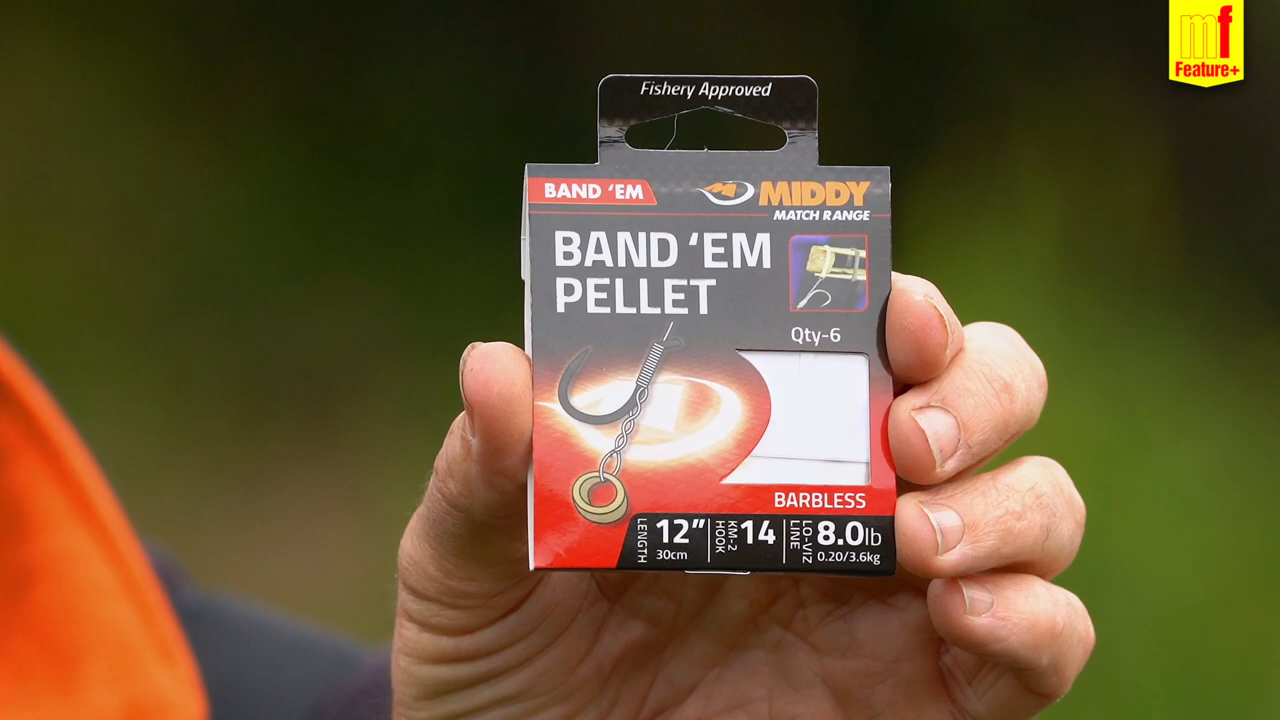 mf
Feature+
Fishery Approved
BAND ‘EM
MIDDY
MATCH RANGE
BAND ‘EM
PELLET
Qty-6
BARBLESS
LENGTH
12”
30cm
KM-2
HOOK
14
LO-VIZ
LINE
8.0lb
0.20/3.6kg